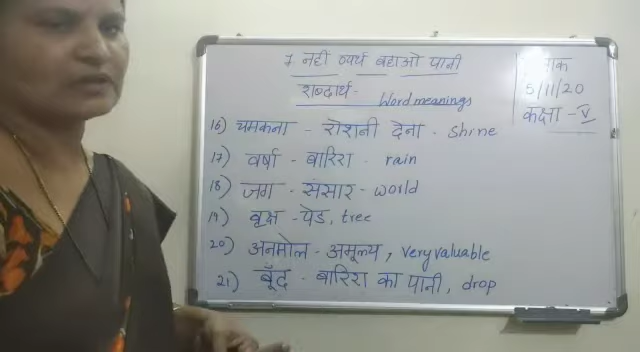 7 नही व्यर्थ बहाओ पानी
शब्दार्थ - Word meanings
5/11/20
कक्षा - V
16) चमकना - रोशनी देना - Shine
17) वर्षा - बारिश - rain
18) जग - संसार - world
19) वृक्ष - पेड, tree
20) अनमोल - अमूल्य, very valuable
21) बूँद - बारिश का पानी, drop